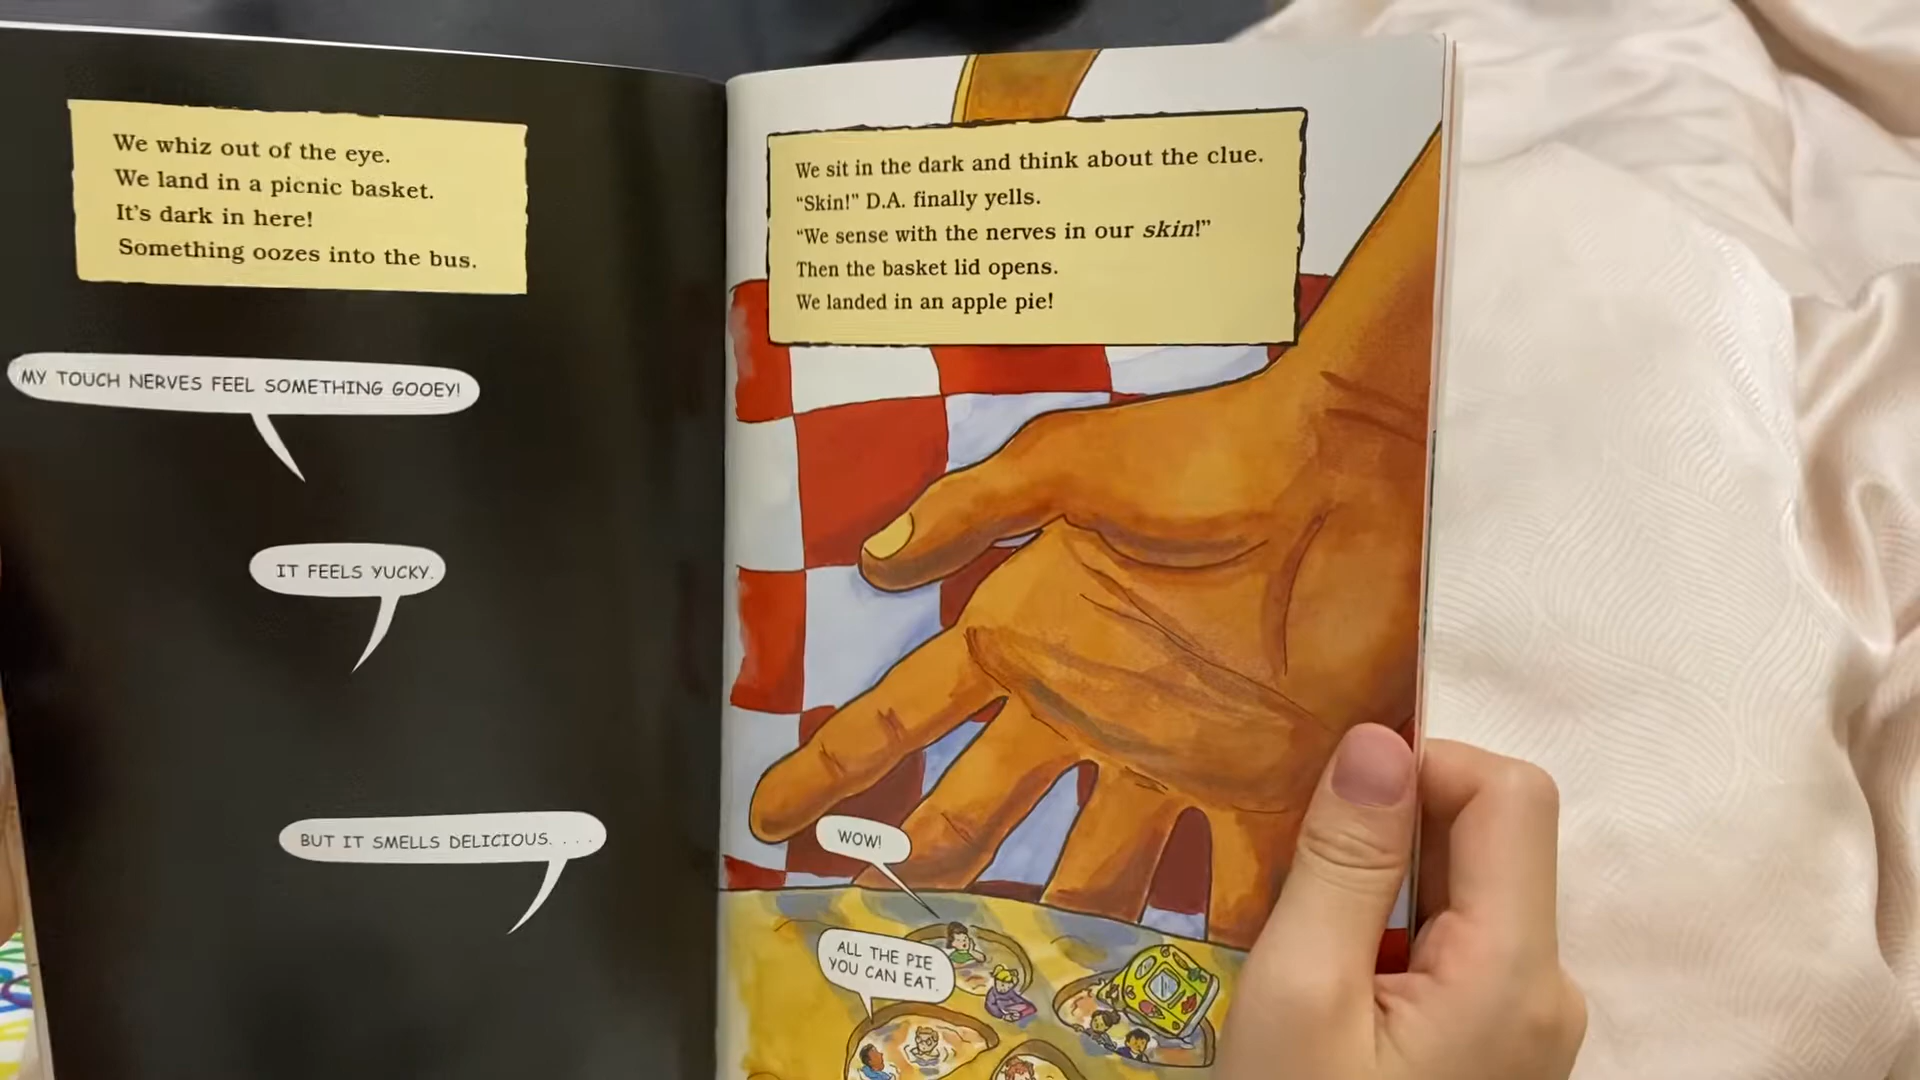 We whiz out of the eye.
We land in a picnic basket.
It's dark in here!
Something oozes into the bus.
MY TOUCH NERVES FEEL SOMETHING GOOEY!
IT FEELS YUCKY.
BUT IT SMELLS DELICIOUS. . . .
We sit in the dark and think about the clue.
“Skin!” D.A. finally yells.
“We sense with the nerves in our skin!”
Then the basket lid opens.
We landed in an apple pie!
WOW!
ALL THE PIE
YOU CAN EAT.